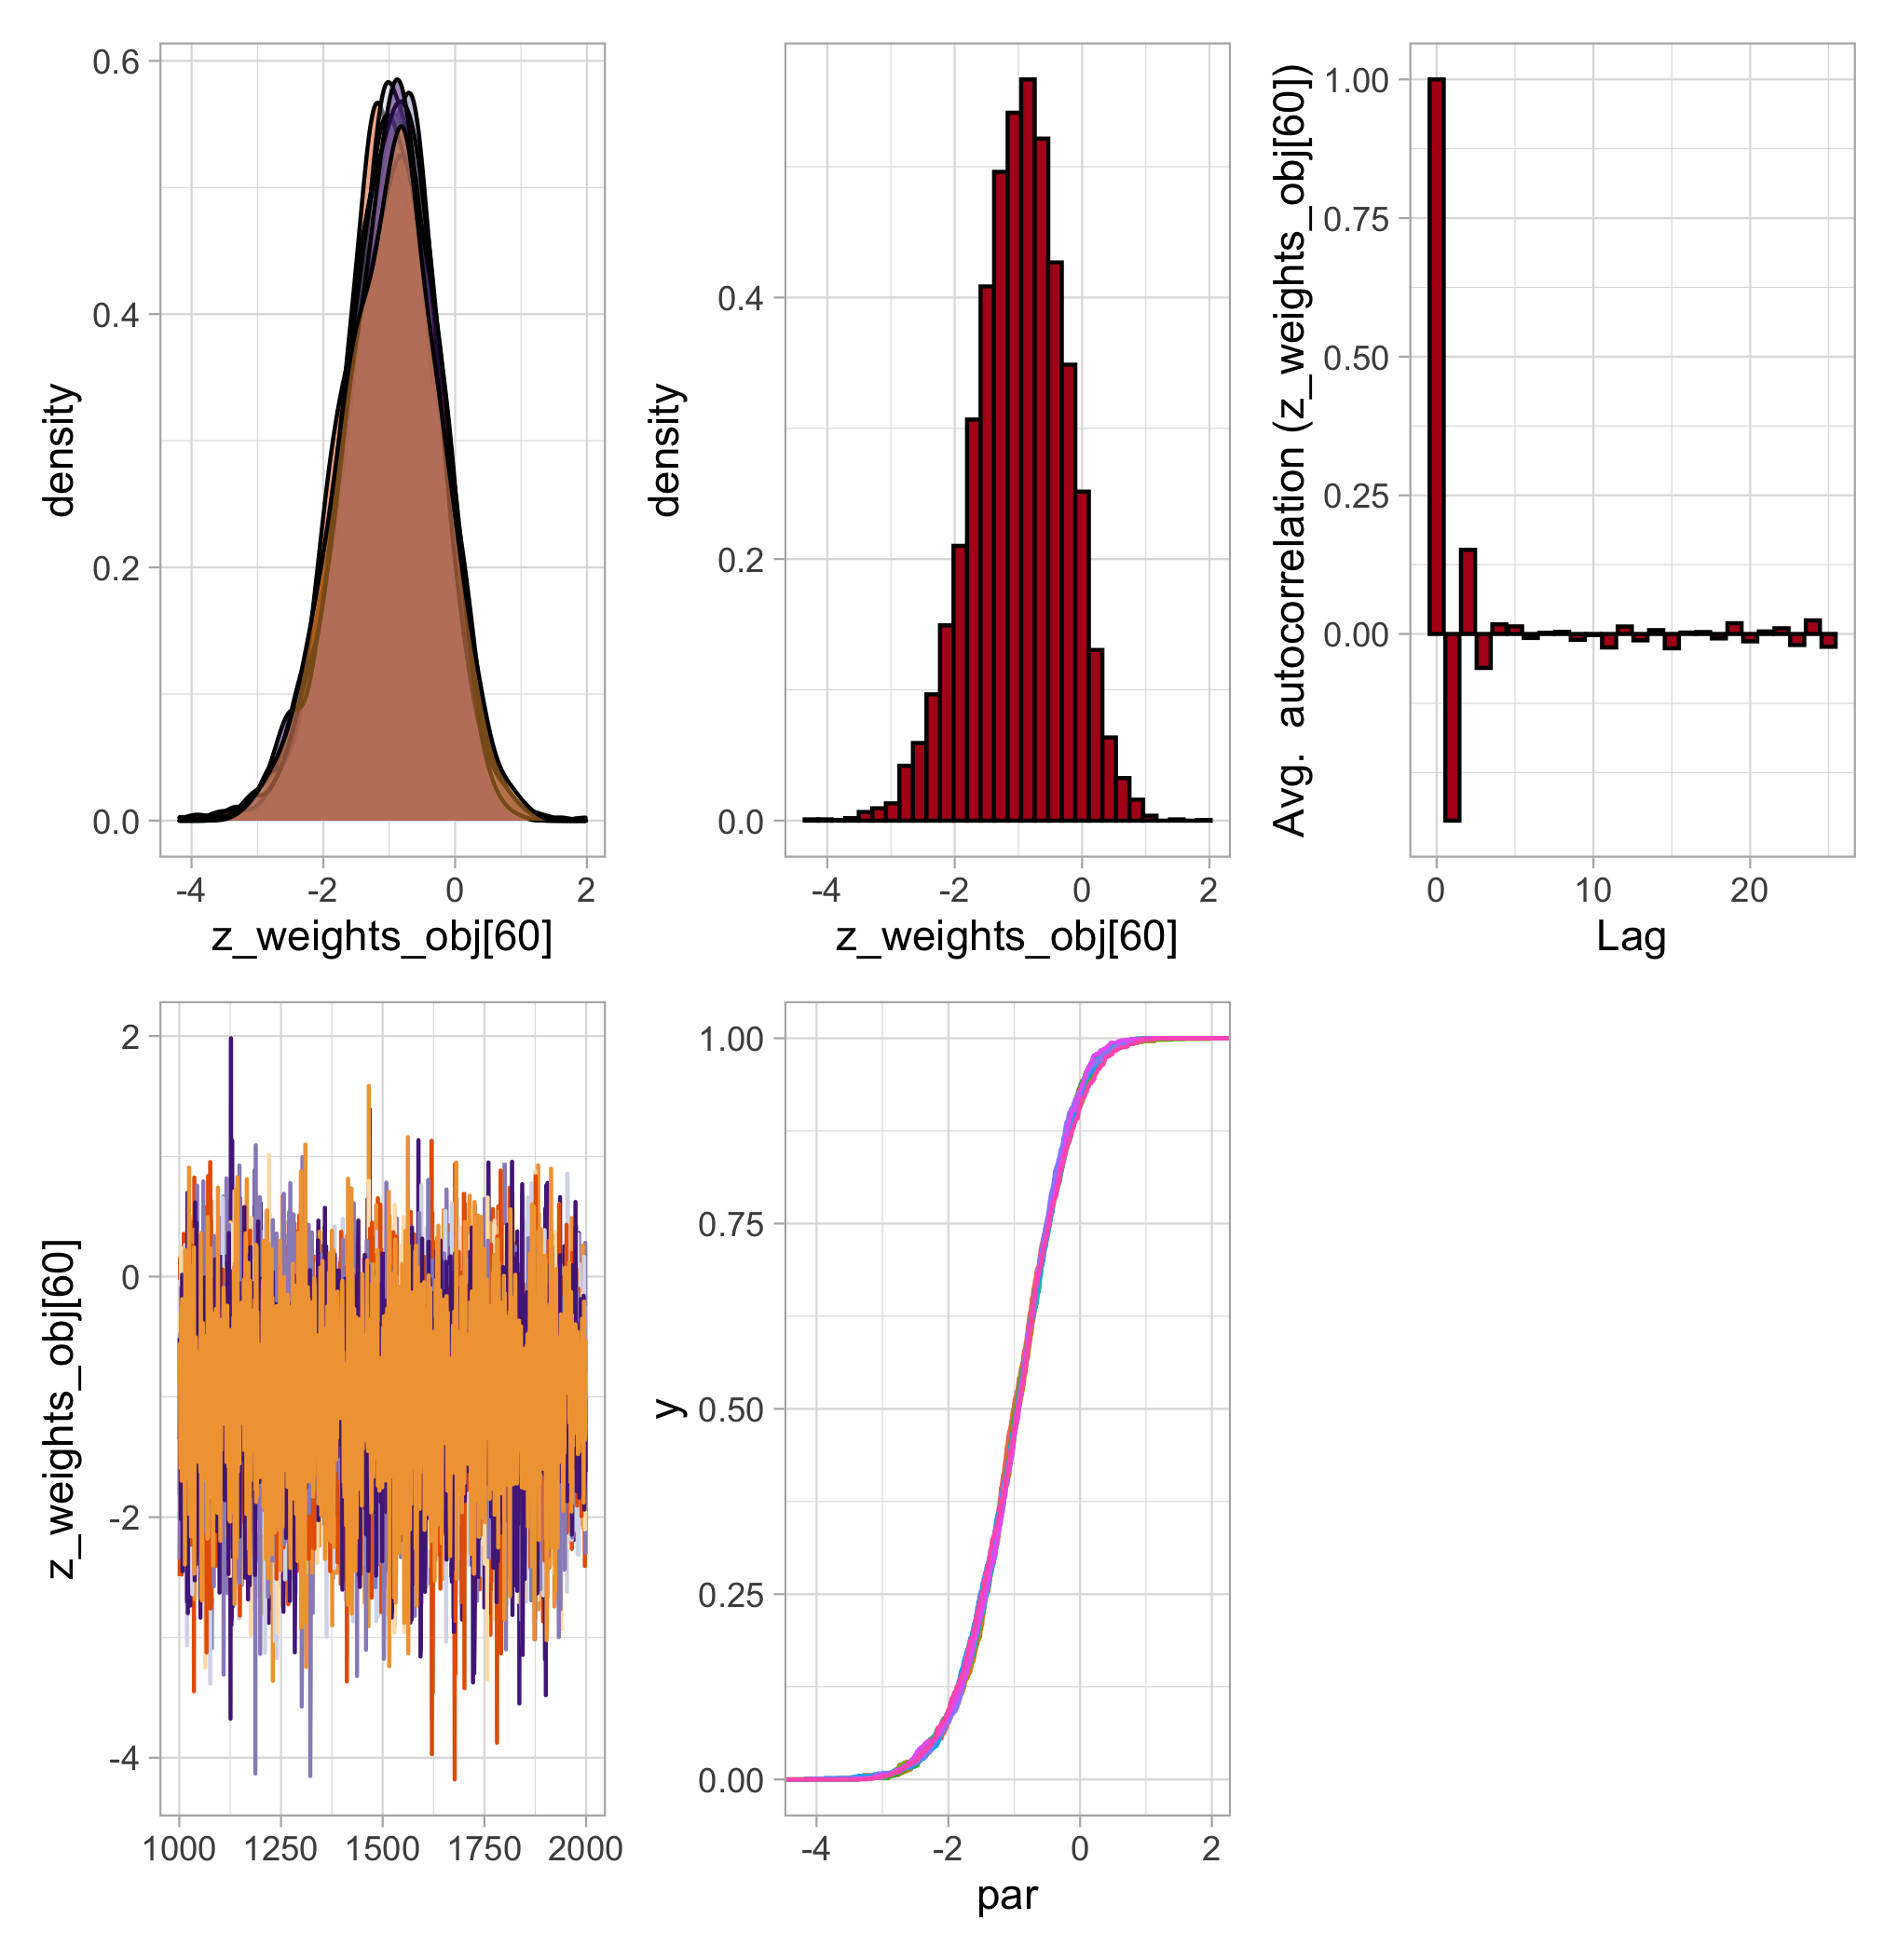 0.6
0.4
0.2
0.0
density
-4 -2 0 2
z_weights_obj[60]
0.4
0.2
0.0
density
-4 -2 0 2
z_weights_obj[60]
1.00
0.75
0.50
0.25
0.00
Avg. autocorrelation (z_weights_obj[60])
0 10 20
Lag
2
0
-2
-4
z_weights_obj[60]
1000 1250 1500 1750 2000
1.00
0.75
0.50
0.25
0.00
y
-4 -2 0 2
par